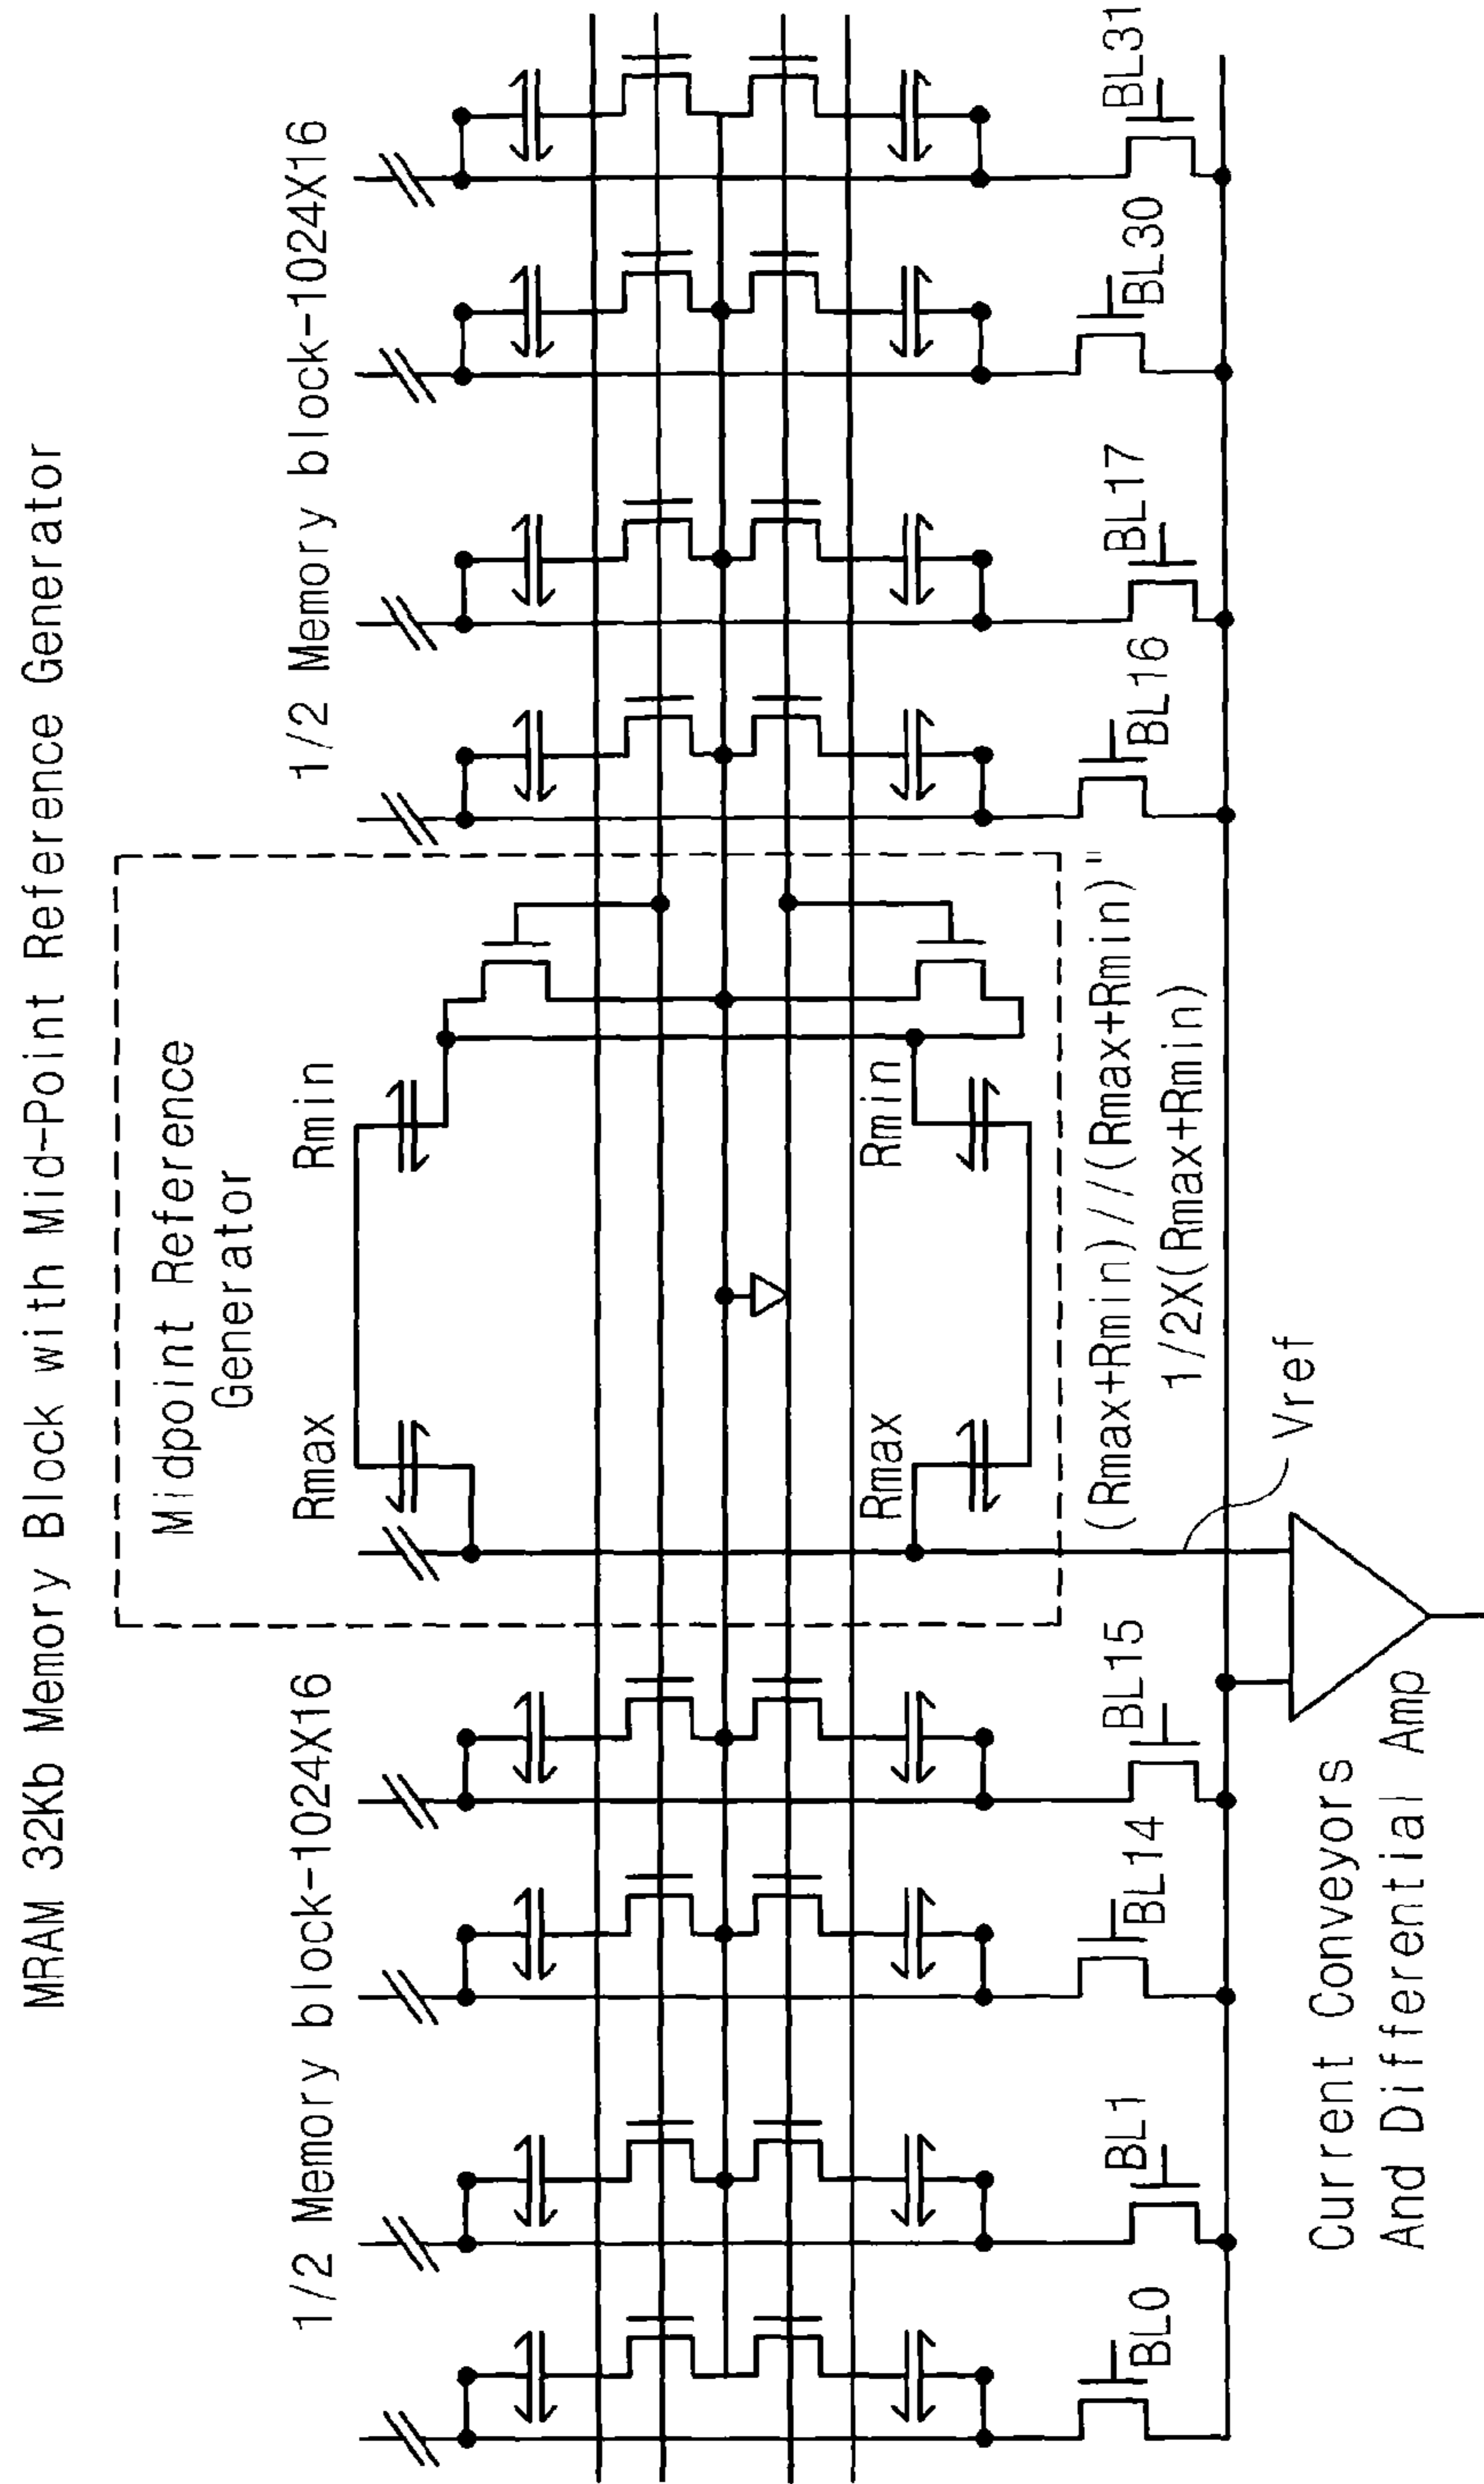 MRAM 32Kb Memory Block with Mid-Point Reference Generator
1/2 Memory block-1024X16
1/2 Memory block-1024X16
Midpoint Reference
Generator
Rmax
Rmin
Rmax
Rmin
(Rmax+Rmin)//(Rmax+Rmin)=
1/2X(Rmax+Rmin)
BL0
BL1
BL14
BL15
BL16
BL17
BL30
BL31
Vref
Current Conveyors
And Differential Amp